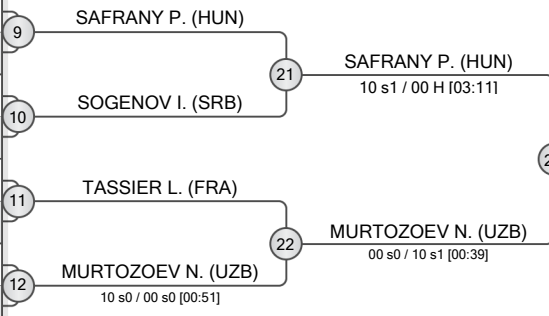 SAFRANY P. (HUN)
9
21
SAFRANY P. (HUN)
10 s1 / 00 H [03:11]
SOGENOV I. (SRB)
10
TASSIER L. (FRA)
11
22
MURTOZOEV N. (UZB)
00 s0 / 10 s1 [00:39]
MURTOZOEV N. (UZB)
12
10 s0 / 00 s0 [00:51]